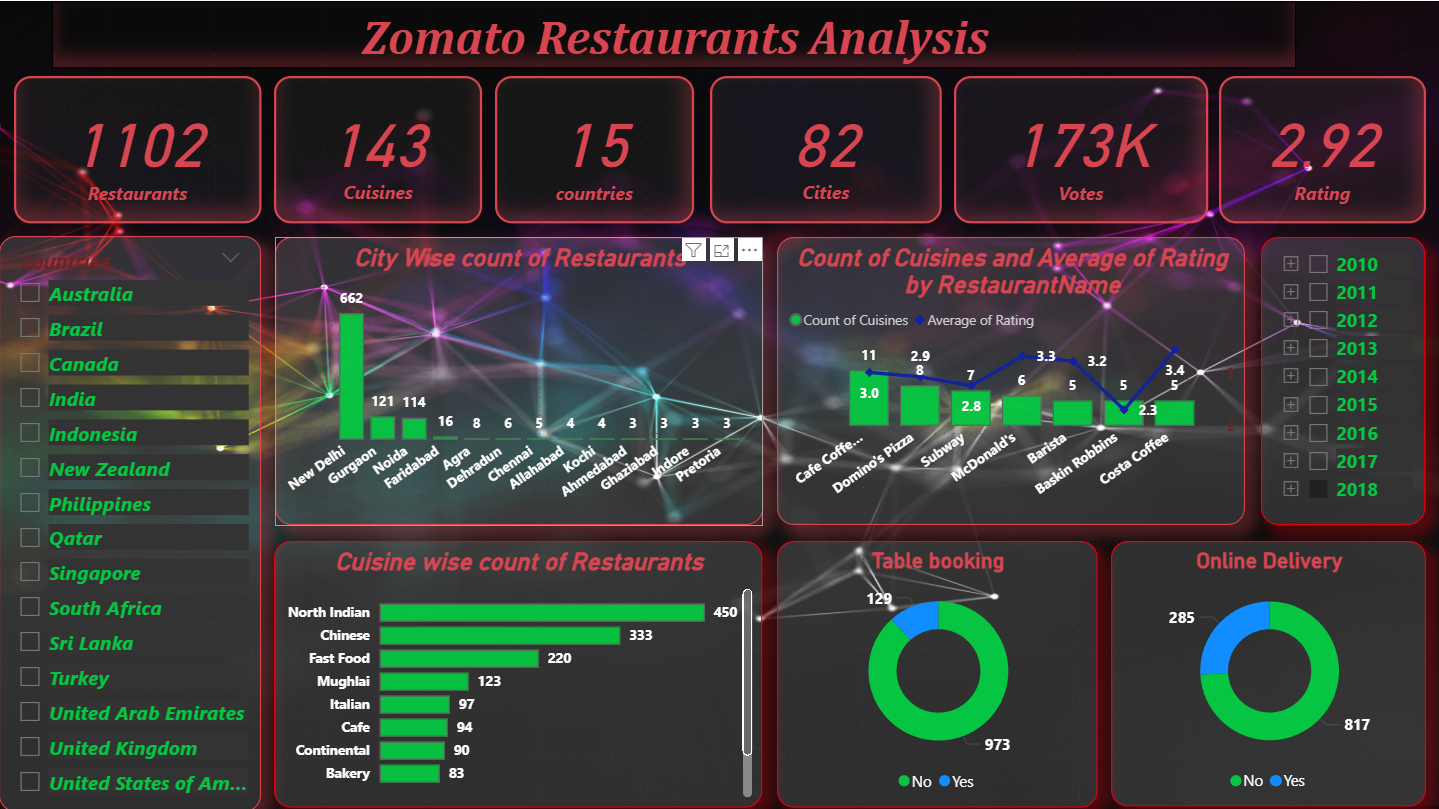 Zomato Restaurants Analysis
1102
Restaurants
143
Cuisines
15
countries
82
Cities
173K
Votes
2.92
Rating
countries
Australia
Brazil
Canada
India
Indonesia
New Zealand
Philippines
Qatar
Singapore
South Africa
Sri Lanka
Turkey
United Arab Emirates
United Kingdom
United States of Am...
City Wise count of Restaurants
662
121
114
16
8
6
5
4
4
3
3
3
3
New Delhi
Gurgaon
Noida
Faridabad
Agra
Dehradun
Chennai
Allahabad
Kochi
Ahmedabad
Ghaziabad
Indore
Pretoria
Count of Cuisines and Average of Rating
by RestaurantName
Count of Cuisines Average of Rating
11
8
7
6
5
5
5
3.0
2.9
2.8
3.3
3.2
2.3
3.4
3
2
Cafe Coffe...
Domino's Pizza
Subway
McDonald's
Barista
Baskin Robbins
Costa Coffee
2010
2011
2012
2013
2014
2015
2016
2017
2018
Cuisine wise count of Restaurants
North Indian 450
Chinese 333
Fast Food 220
Mughlai 123
Italian 97
Cafe 94
Continental 90
Bakery 83
Table booking
129
973
No Yes
Online Delivery
285
817
No Yes